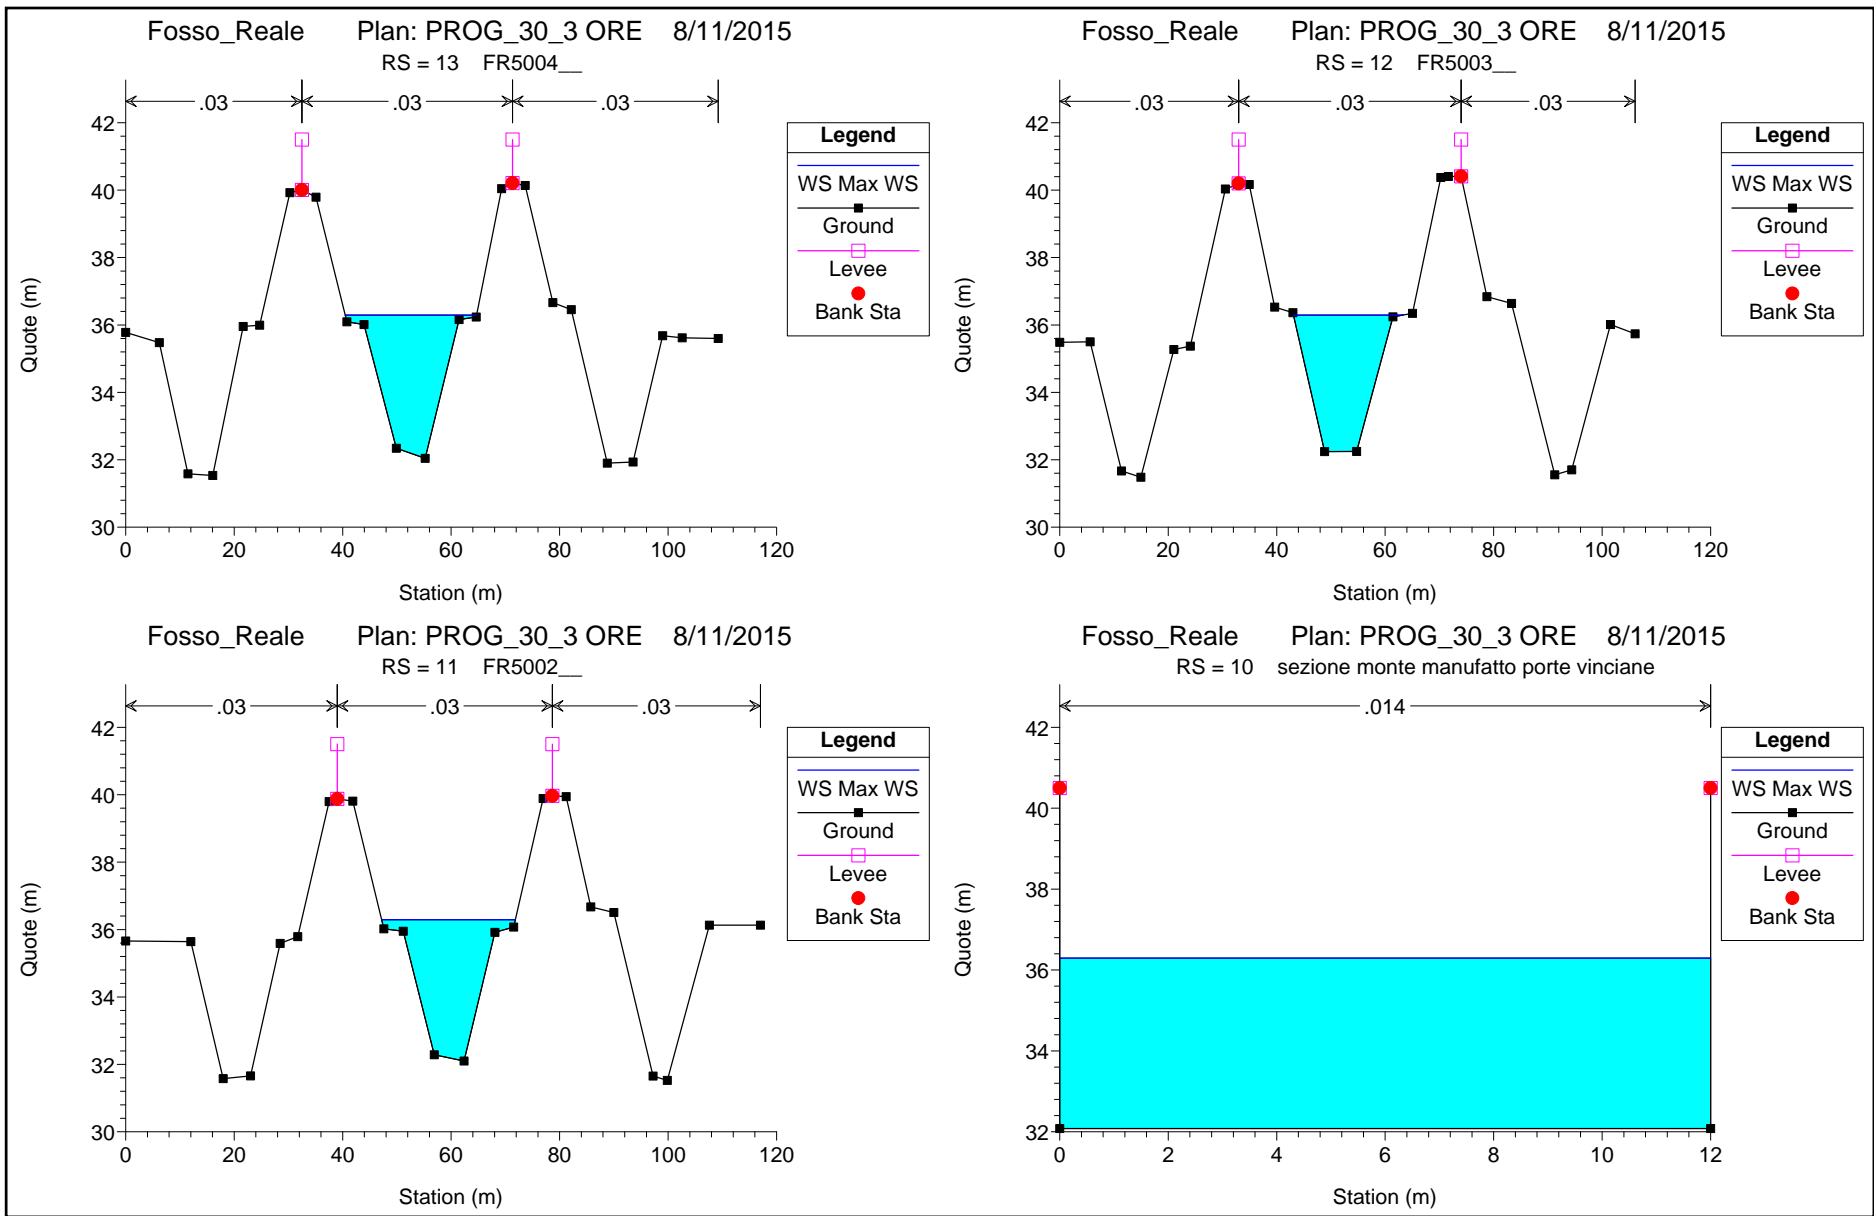 Fosso_Reale Plan: PROG_30_3 ORE 8/11/2015
RS = 13 FR5004__
.03 .03 .03
42
40
38
36
34
32
30
0 20 40 60 80 100 120
Station (m)
Quote (m)
Legend
WS Max WS
Ground
Levee
Bank Sta
Fosso_Reale Plan: PROG_30_3 ORE 8/11/2015
RS = 12 FR5003__
.03 .03 .03
42
40
38
36
34
32
30
0 20 40 60 80 100 120
Station (m)
Quote (m)
Legend
WS Max WS
Ground
Levee
Bank Sta
Fosso_Reale Plan: PROG_30_3 ORE 8/11/2015
RS = 11 FR5002__
.03 .03 .03
42
40
38
36
34
32
30
0 20 40 60 80 100 120
Station (m)
Quote (m)
Legend
WS Max WS
Ground
Levee
Bank Sta
Fosso_Reale Plan: PROG_30_3 ORE 8/11/2015
RS = 10 sezione monte manufatto porte vinciane
.014
42
40
38
36
34
32
0 2 4 6 8 10 12
Station (m)
Quote (m)
Legend
WS Max WS
Ground
Levee
Bank Sta